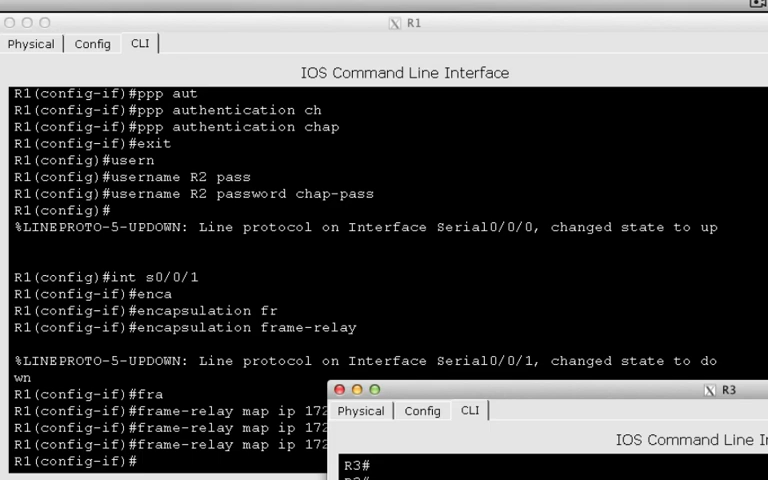 R1
Physical Config CLI
IOS Command Line Interface
R1(config-if)#ppp aut
R1(config-if)#ppp authentication ch
R1(config-if)#ppp authentication chap
R1(config-if)#exit
R1(config)#usern
R1(config)#username R2 pass
R1(config)#username R2 password chap-pass
R1(config)#
%LINEPROTO-5-UPDOWN: Line protocol on Interface Serial0/0/0, changed state to up
R1(config)#int s0/0/1
R1(config-if)#enca
R1(config-if)#encapsulation fr
R1(config-if)#encapsulation frame-relay
%LINEPROTO-5-UPDOWN: Line protocol on Interface Serial0/0/1, changed state to do
wn
R1(config-if)#fra
R1(config-if)#frame-relay map ip 172
R1(config-if)#frame-relay map ip 172
R1(config-if)#frame-relay map ip 172
R1(config-if)#
R3
Physical Config CLI
IOS Command Line
R3#